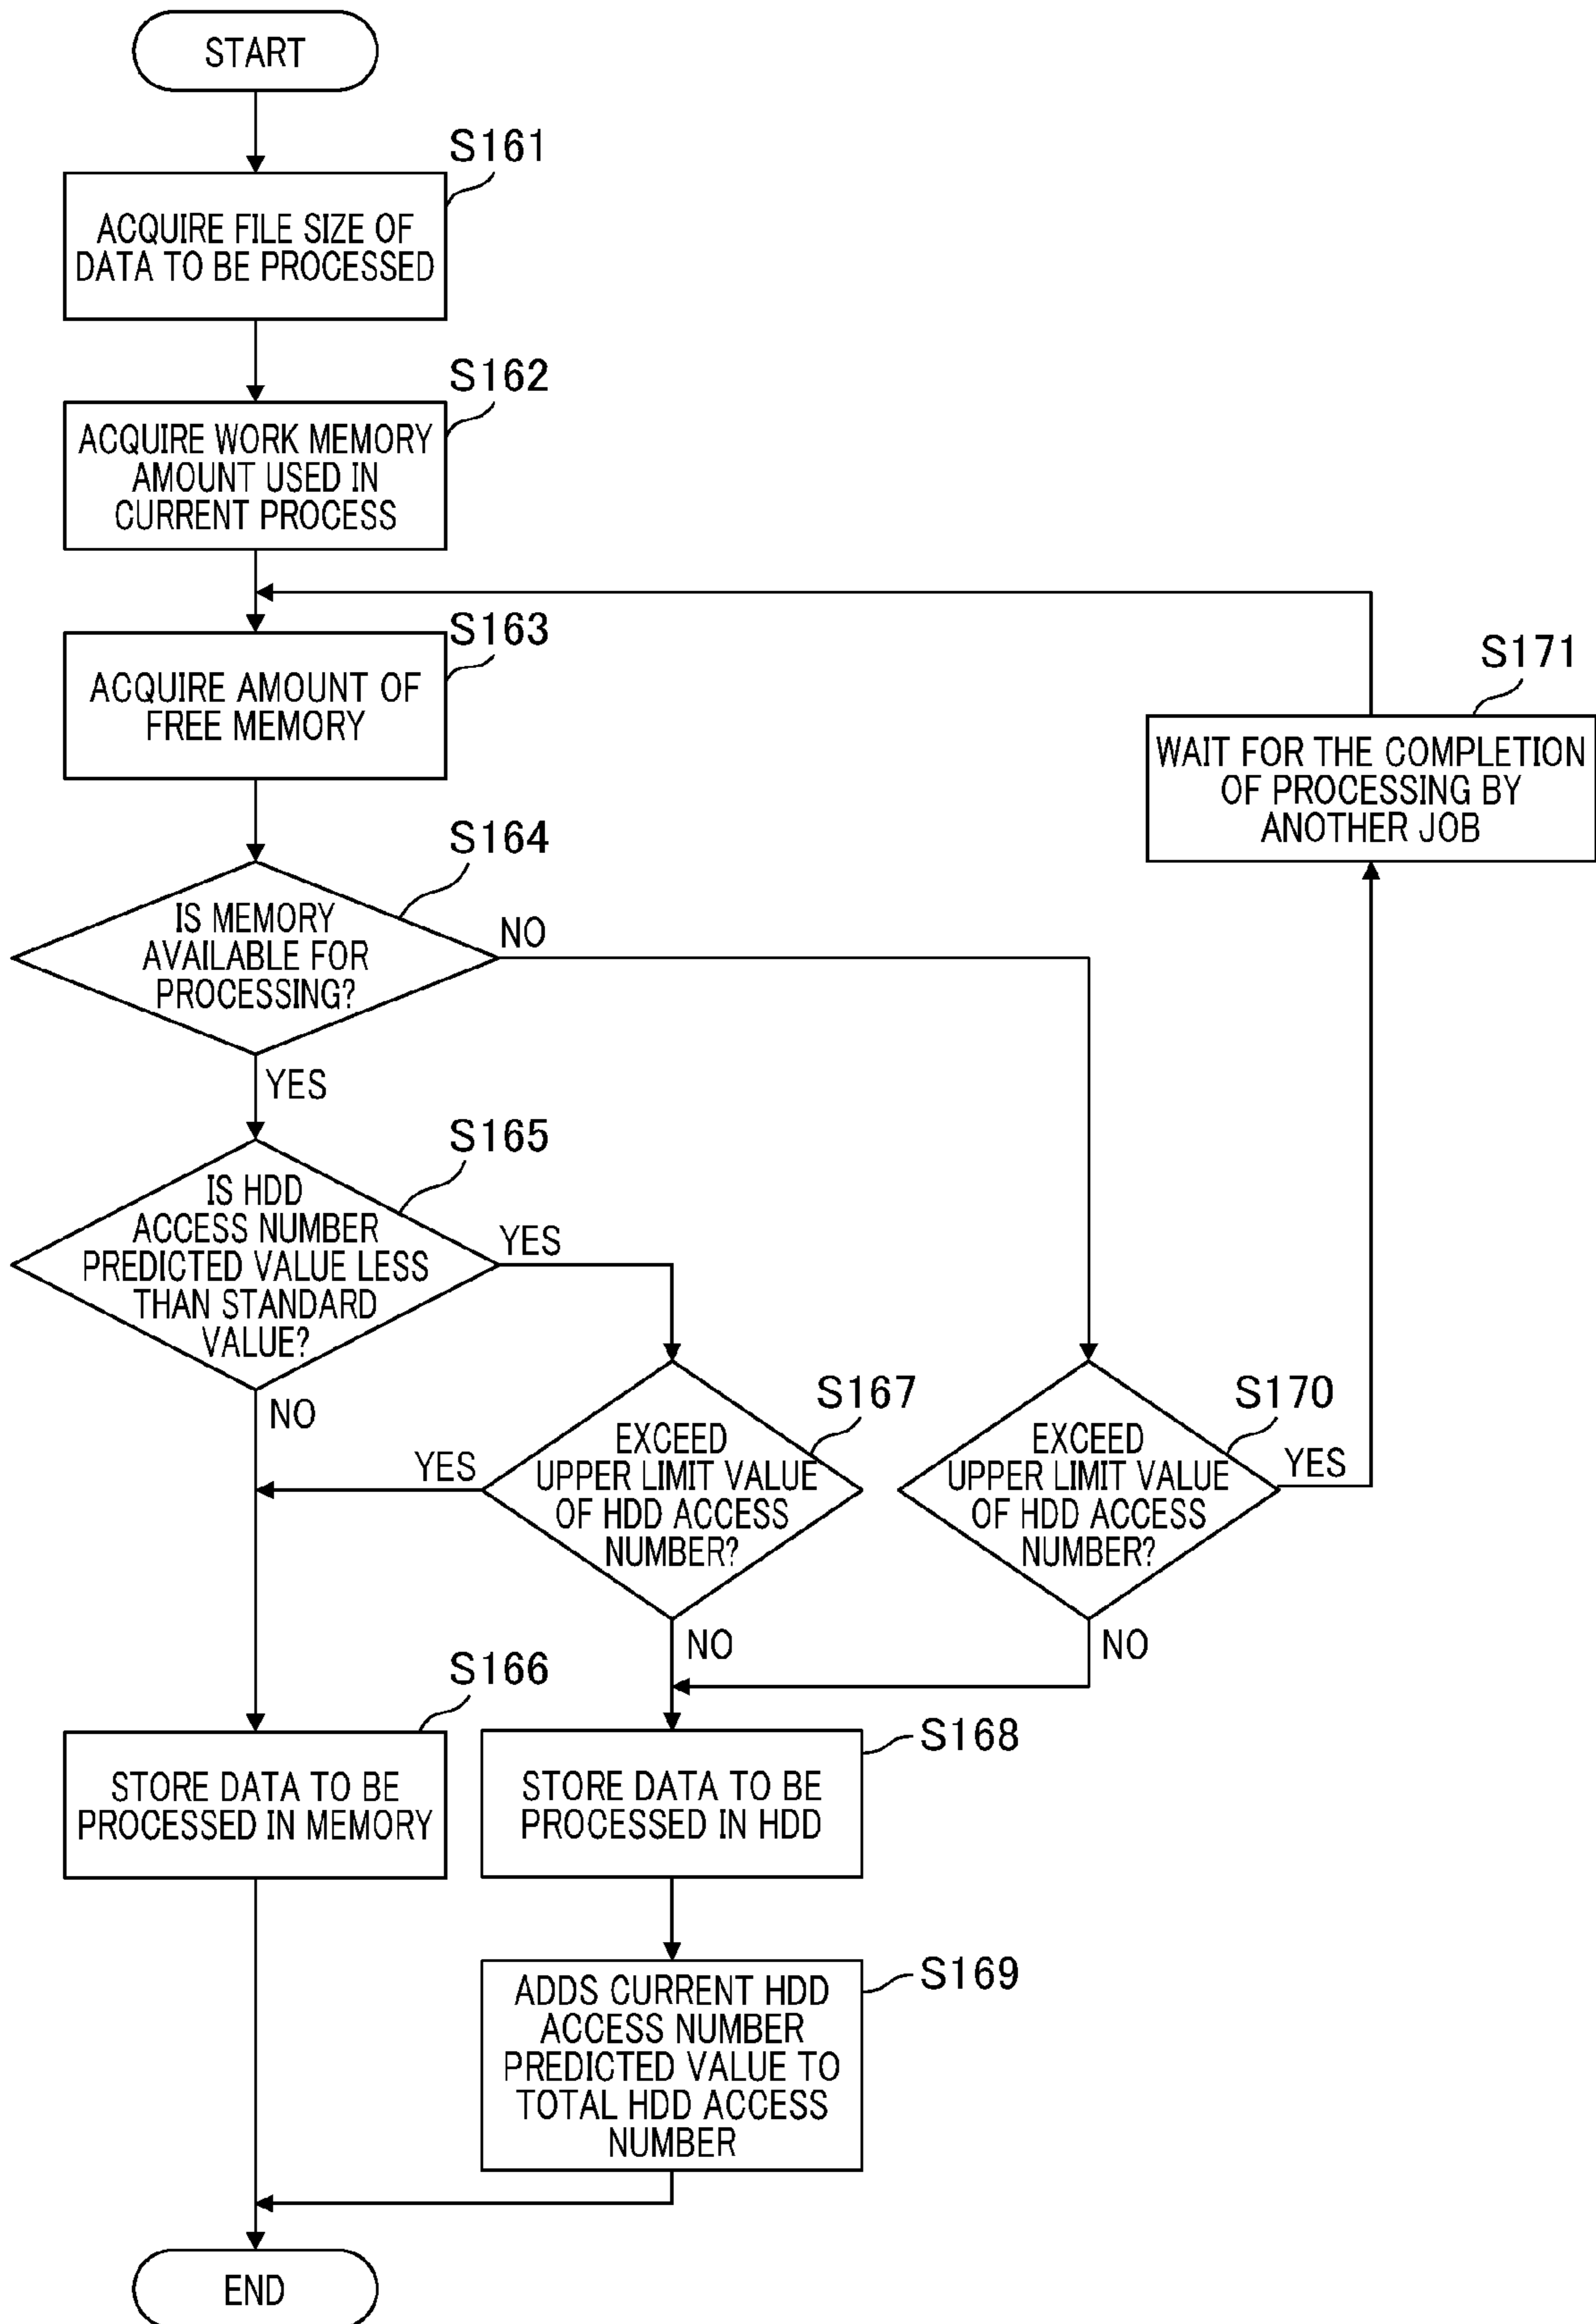 START
S161
ACQUIRE FILE SIZE OF
DATA TO BE PROCESSED
S162
ACQUIRE WORK MEMORY
AMOUNT USED IN
CURRENT PROCESS
S163
ACQUIRE AMOUNT OF
FREE MEMORY
S171
WAIT FOR THE COMPLETION
OF PROCESSING BY
ANOTHER JOB
S164
IS MEMORY
AVAILABLE FOR
PROCESSING?
NO
YES
S165
IS HDD
ACCESS NUMBER
PREDICTED VALUE LESS
THAN STANDARD
VALUE?
YES
NO
S167
EXCEED
UPPER LIMIT VALUE
OF HDD ACCESS
NUMBER?
YES
NO
S170
EXCEED
UPPER LIMIT VALUE
OF HDD ACCESS
NUMBER?
YES
NO
S166
STORE DATA TO BE
PROCESSED IN MEMORY
S168
STORE DATA TO BE
PROCESSED IN HDD
S169
ADDS CURRENT HDD
ACCESS NUMBER
PREDICTED VALUE TO
TOTAL HDD ACCESS
NUMBER
END